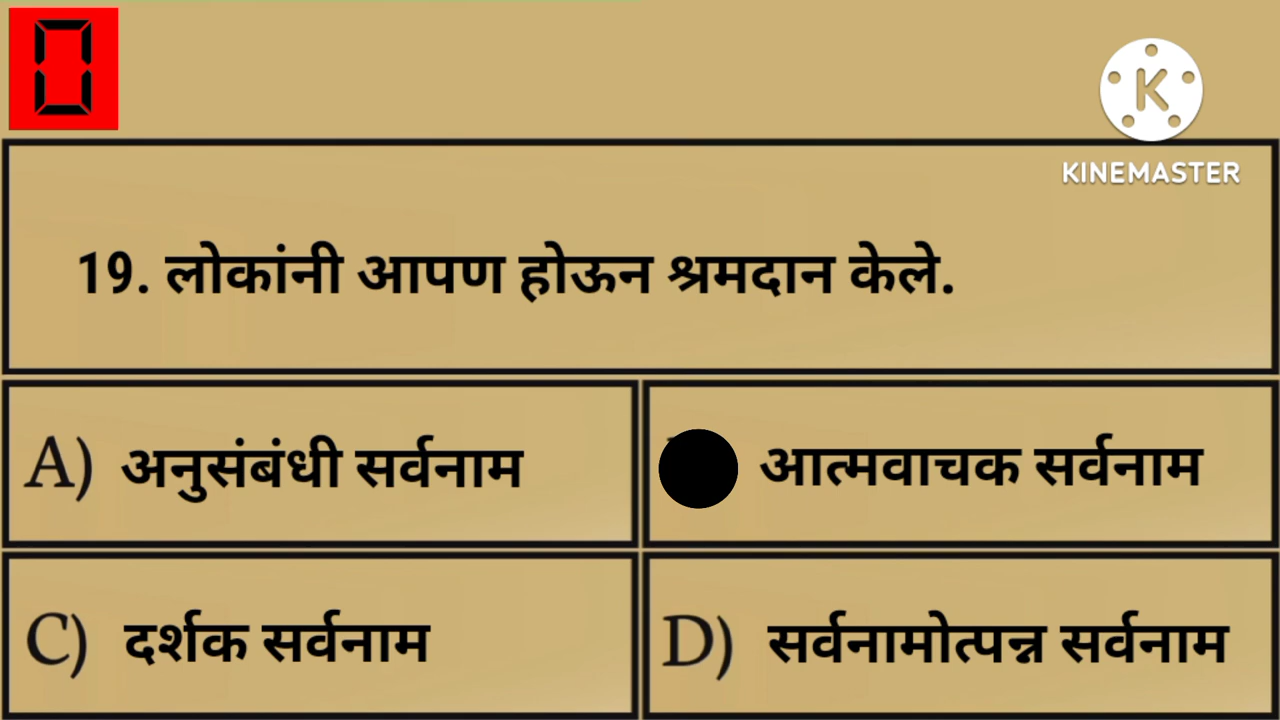 0
KINEMASTER
19. लोकांनी आपण होऊन श्रमदान केले.
A) अनुसंबंधी सर्वनाम
आत्मवाचक सर्वनाम
C) दर्शक सर्वनाम
D) सर्वनामोत्पन्न सर्वनाम